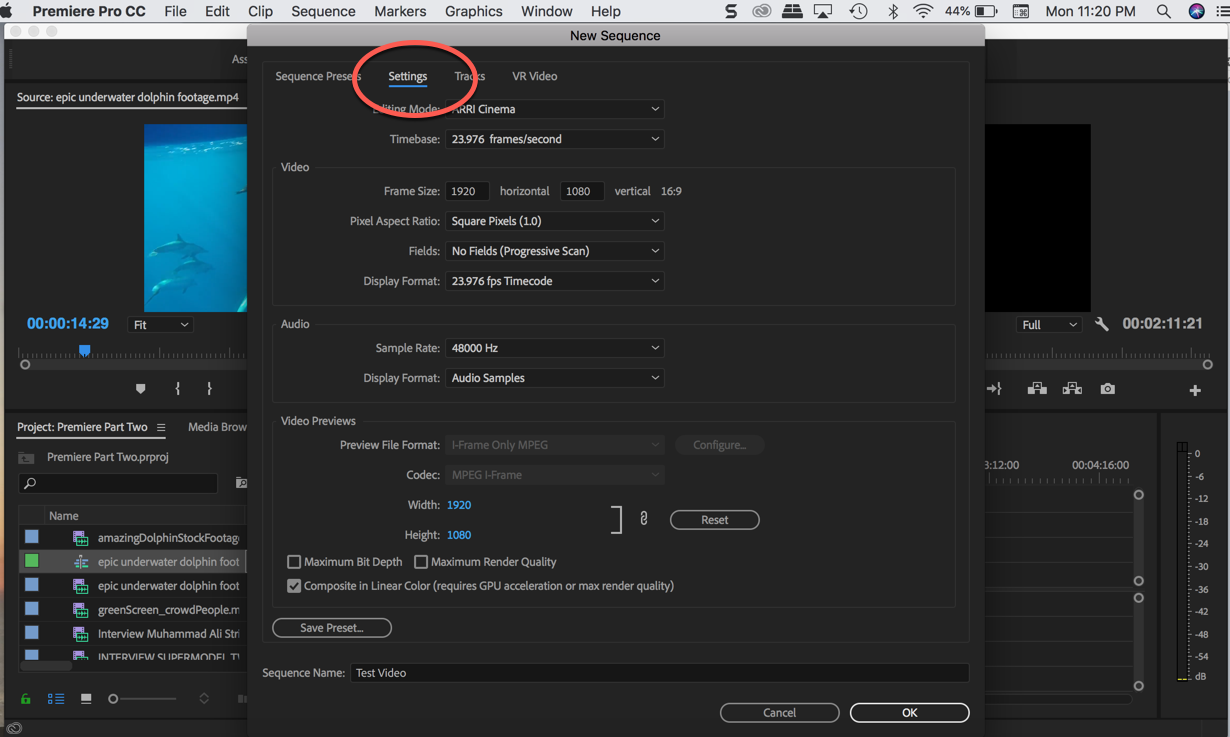 Premiere Pro CC File Edit Clip Sequence Markers Graphics Window Help 44% Mon 11:20 PM
New Sequence
Ass
Sequence Presets Settings Tracks VR Video
Source: epic underwater dolphin footage.mp4
Editing Mode: ARRI Cinema
Timebase: 23.976 frames/second
Video
Frame Size: 1920 horizontal 1080 vertical 16:9
Pixel Aspect Ratio: Square Pixels (1.0)
Fields: No Fields (Progressive Scan)
Display Format: 23.976 fps Timecode
00:00:14:29 Fit
Full 00:02:11:21
Audio
Sample Rate: 48000 Hz
Display Format: Audio Samples
Video Previews
Preview File Format: I-Frame Only MPEG Configure...
Codec: MPEG I-Frame
Width: 1920
Height: 1080
Reset
Maximum Bit Depth Maximum Render Quality
Composite in Linear Color (requires GPU acceleration or max render quality)
Save Preset...
Sequence Name: Test Video
Cancel OK
Project: Premiere Part Two Media Brow
Premiere Part Two.prproj
Name
amazingDolphinStockFootag
epic underwater dolphin foot
epic underwater dolphin foot
greenScreen_crowdPeople.m
Interview Muhammad Ali Stri
INTERVIEW SUPERMODEL T
3:12:00 00:04:16:00
0
-6
-12
-18
-24
-30
-36
-42
-48
-54
dB